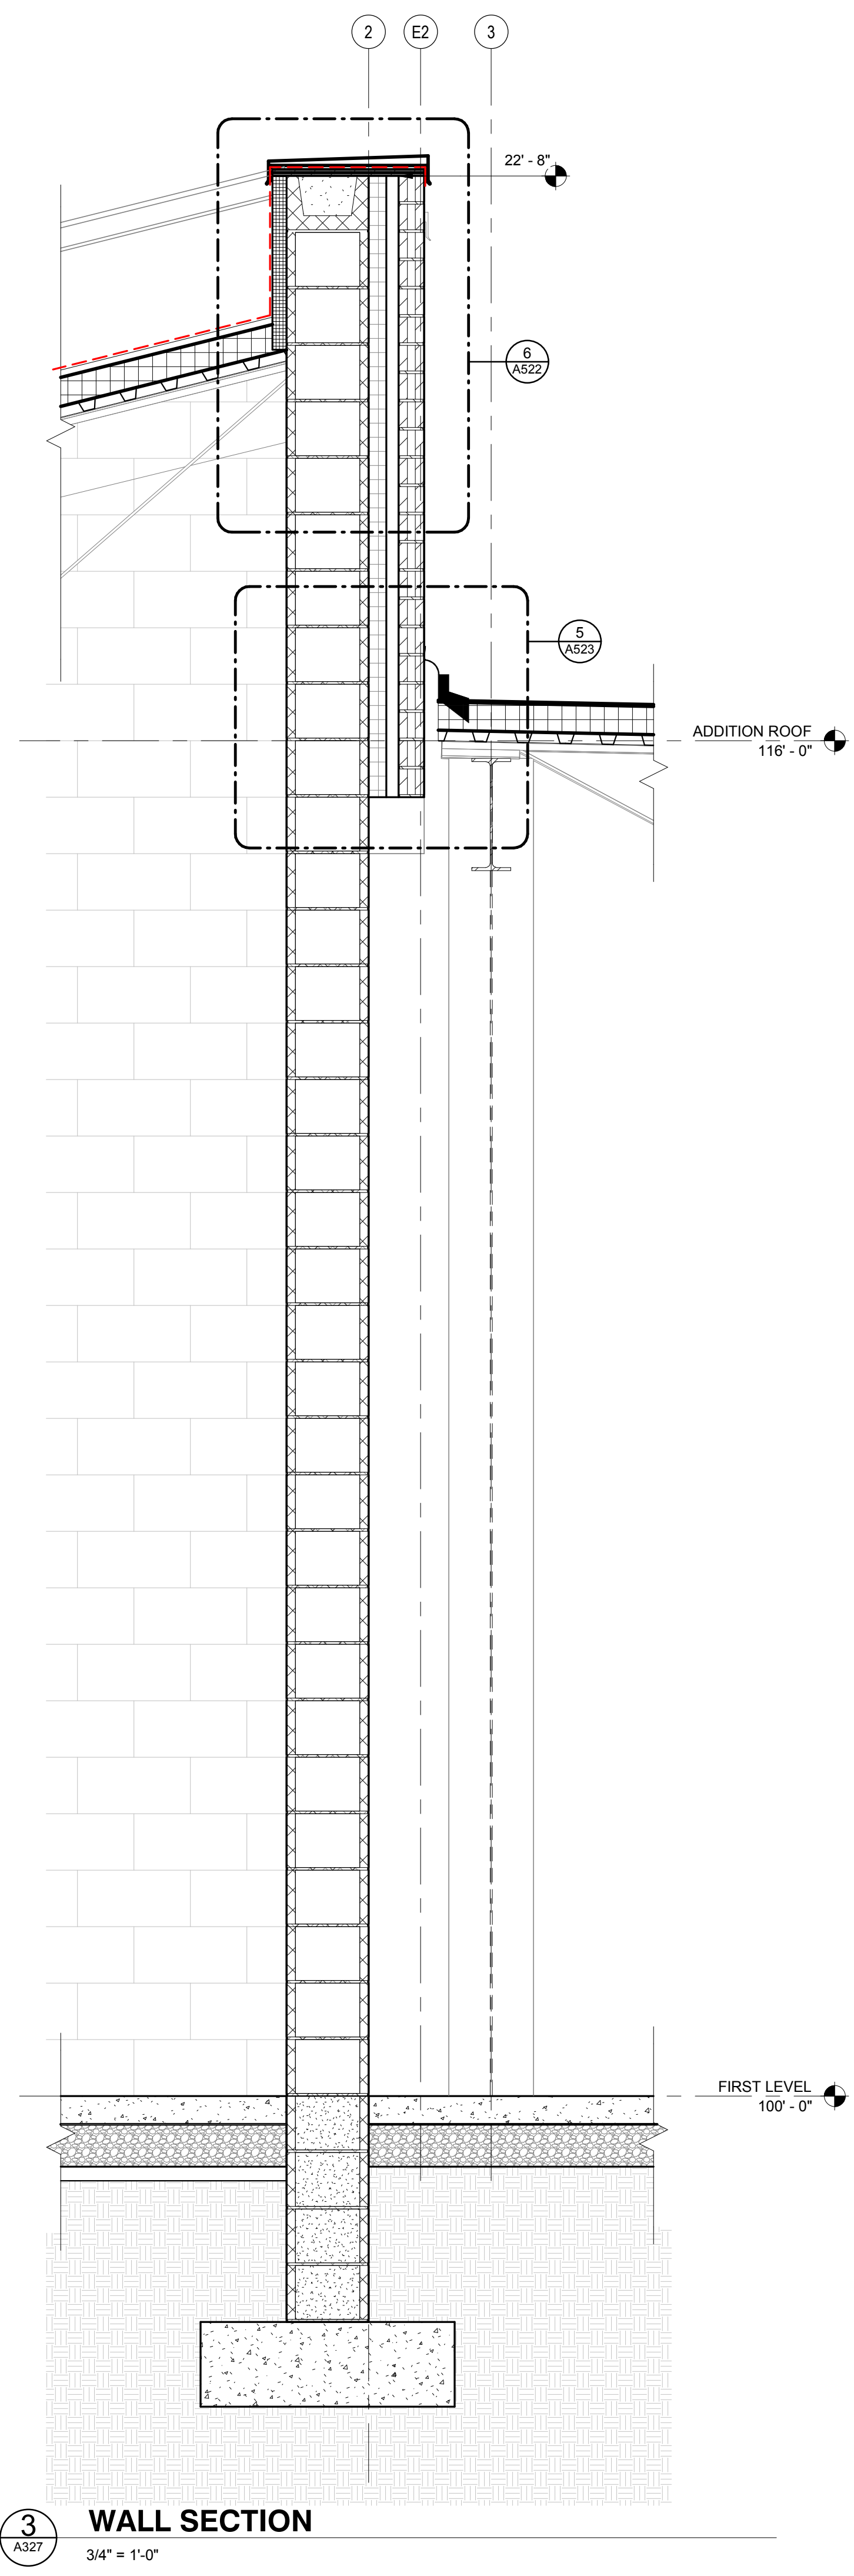 2
E2
3
22' - 8"
6
A522
5
A523
ADDITION ROOF
116' - 0"
FIRST LEVEL
100' - 0"
3
A327
WALL SECTION
3/4" = 1'-0"